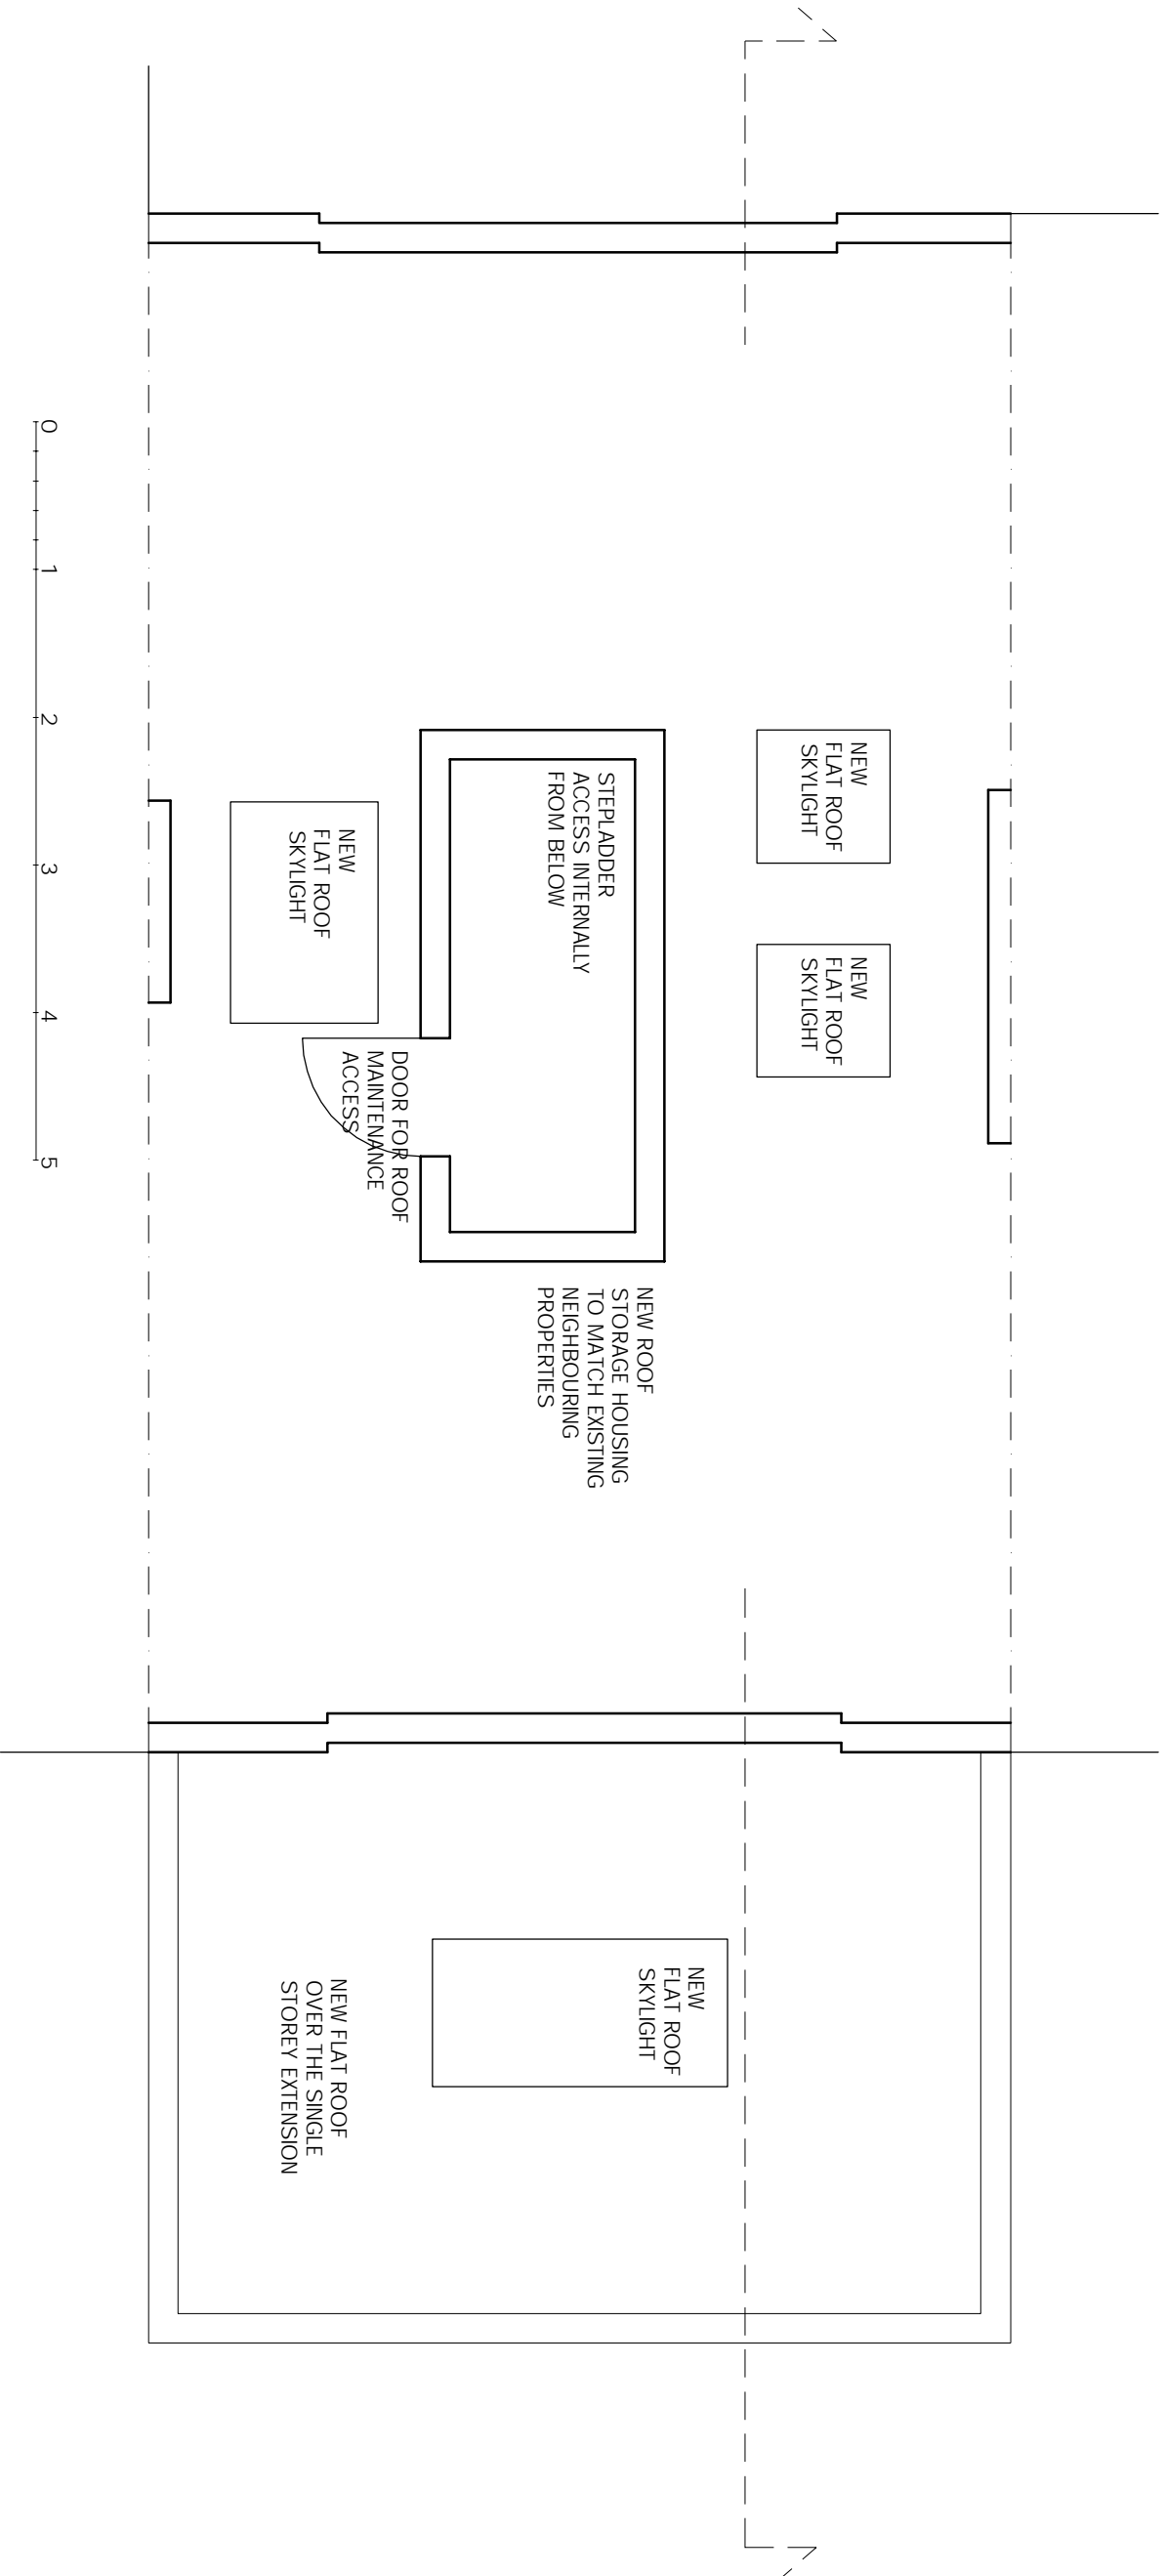 NEW
FLAT ROOF
SKYLIGHT
NEW
FLAT ROOF
SKYLIGHT
STEPLADDER
ACCESS INTERNALLY
FROM BELOW
NEW ROOF
STORAGE HOUSING
TO MATCH EXISTING
NEIGHBOURING
PROPERTIES
NEW
FLAT ROOF
SKYLIGHT
DOOR FOR ROOF
MAINTENANCE
ACCESS
NEW
FLAT ROOF
SKYLIGHT
NEW FLAT ROOF
OVER THE SINGLE
STOREY EXTENSION
0 1 2 3 4 5